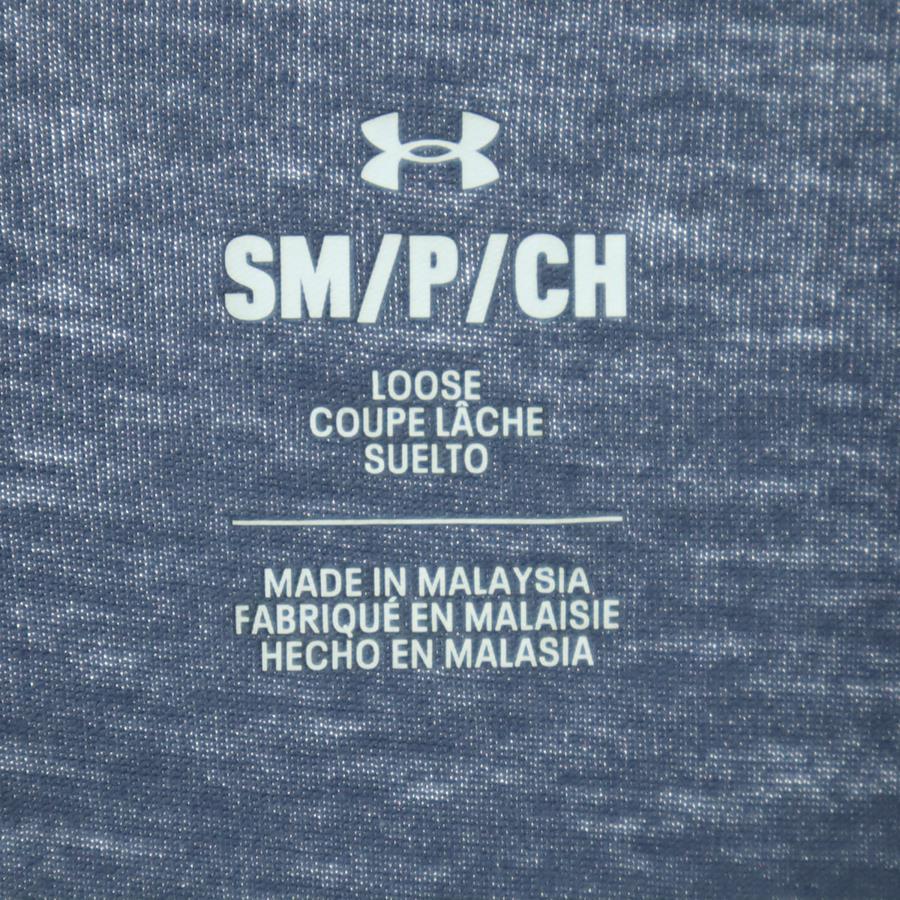 SM/P/CH
LOOSE
COUPE LÂCHE
SUELTO
MADE IN MALAYSIA
FABRIQUÉ EN MALAISIE
HECHO EN MALASIA